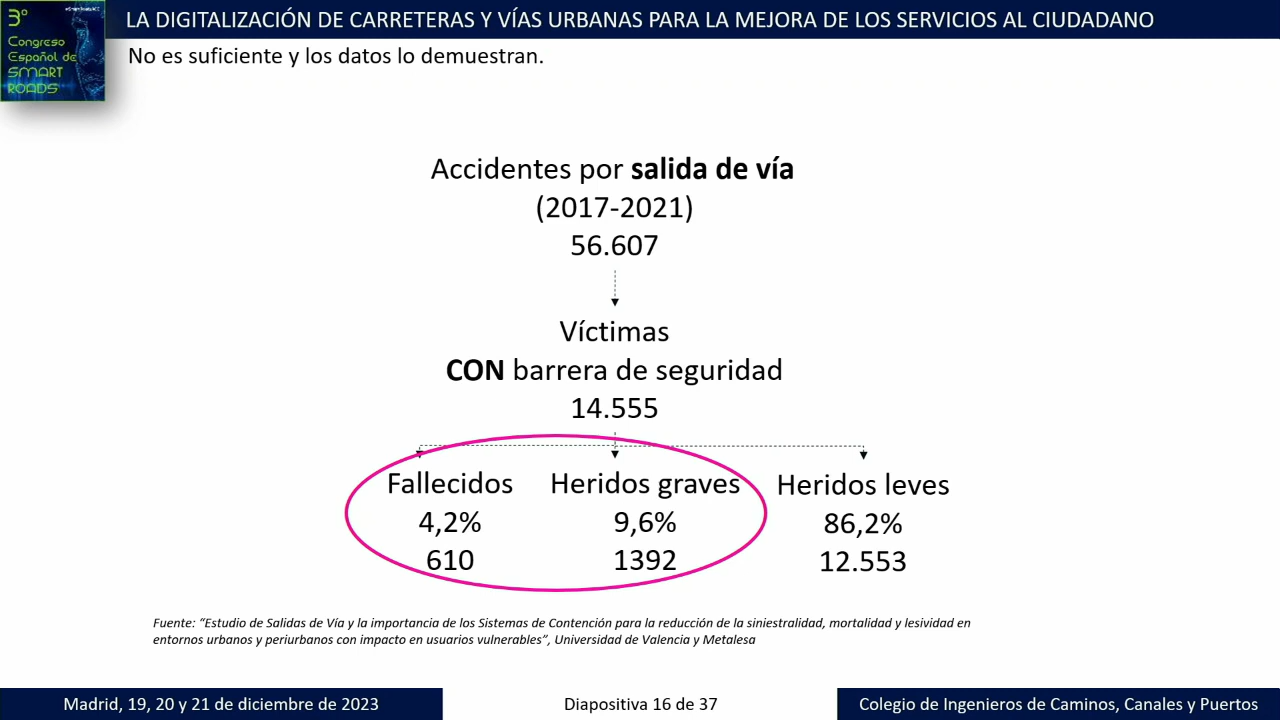 3º
Congreso
Español de
SMART
ROADS
LA DIGITALIZACIÓN DE CARRETERAS Y VÍAS URBANAS PARA LA MEJORA DE LOS SERVICIOS AL CIUDADANO
No es suficiente y los datos lo demuestran.
Accidentes por salida de vía
(2017-2021)
56.607
Víctimas
CON barrera de seguridad
14.555
Fallecidos
4,2%
610
Heridos graves
9,6%
1392
Heridos leves
86,2%
12.553
Fuente: “Estudio de Salidas de Vía y la importancia de los Sistemas de Contención para la reducción de la siniestralidad, mortalidad y lesividad en
entornos urbanos y periurbanos con impacto en usuarios vulnerables”, Universidad de Valencia y Metalesa
Madrid, 19, 20 y 21 de diciembre de 2023
Diapositiva 16 de 37
Colegio de Ingenieros de Caminos, Canales y Puertos